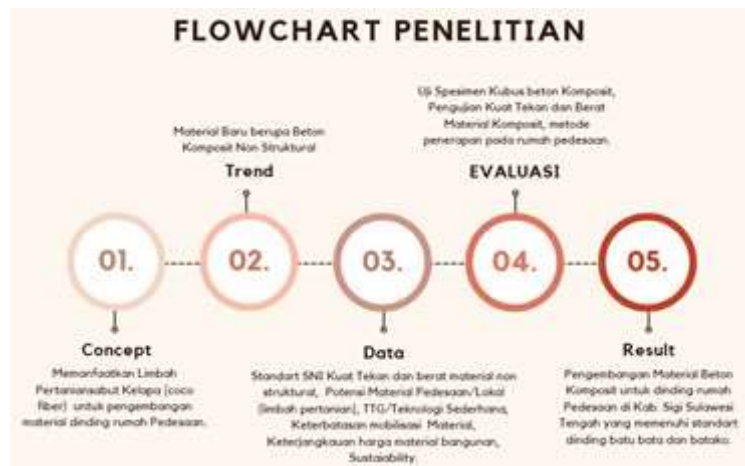 FLOWCHART PENELITIAN
Uji Spesimen Kubus beton Komposit,
Pengujian Kuat Tekan dan Berat
Material Komposit, metode
penerapan pada rumah pedesaan.
Material Baru berupa Beton
Komposit Non Struktural
Trend
EVALUASI
01.
02.
03.
04.
05.
Concept
Memanfaatkan Limbah
Pertaniansabut Kelapa (coco
fiber) untuk pengembangan
material dinding rumah Pedesaan.
Data
Standart SNI Kuat Tekan dan berat material non
struktural, Potensi Material Pedesaan/Lokal
(limbah pertanian), TTG/Teknologi Sederhana,
Keterbatasan mobilisasi Material,
Keterjangkauan harga material bangunan,
Sustaiability.
Result
Pengembangan Material Beton
Komposit untuk dinding rumah
Pedesaan di Kab. Sigi Sulawesi
Tengah yang memenuhi standart
dinding batu bata dan batako.